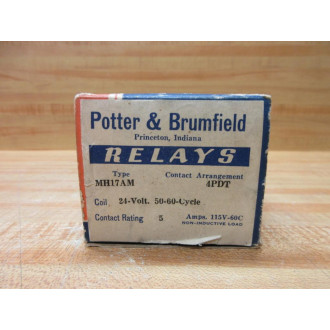 Potter & Brumfield
Princeton, Indiana
RELAYS
Type Contact Arrangement
MH17AM 4PDT
Coil 24-Volt. 50-60-Cycle
Contact Rating 5 Amps. 115V-60C
NON-INDUCTIVE LOAD